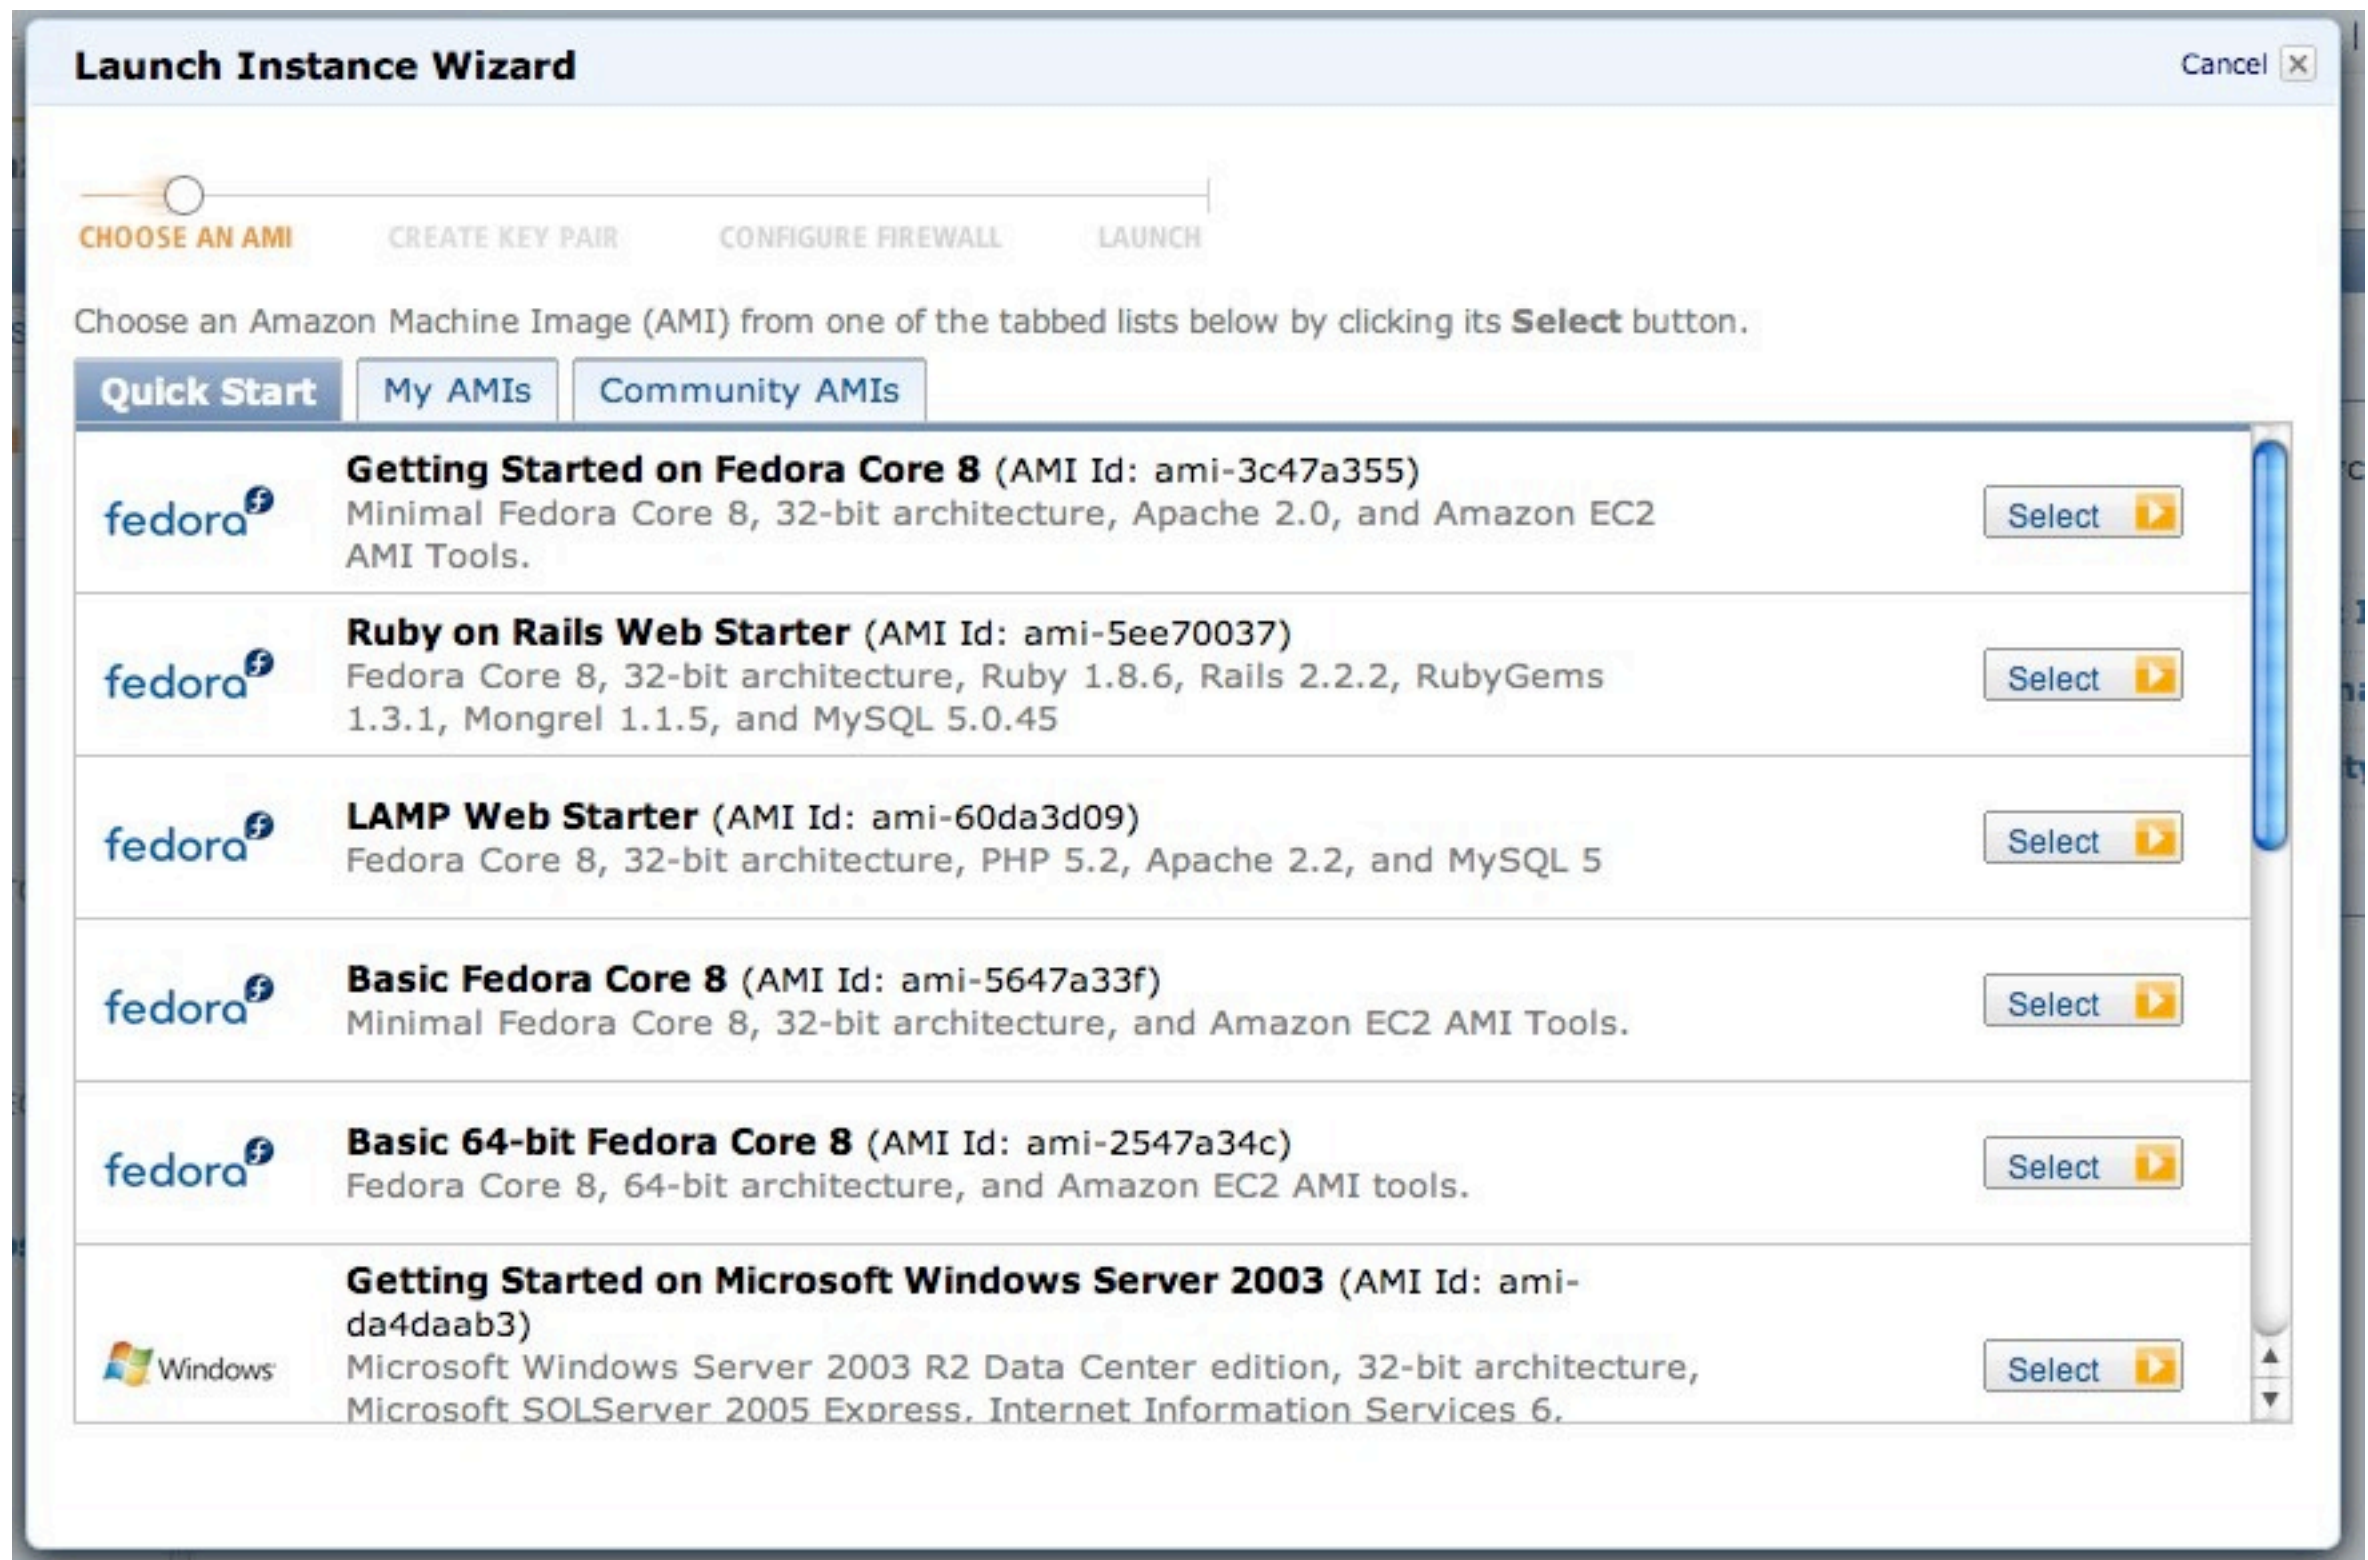 Launch Instance Wizard
Cancel
CHOOSE AN AMI CREATE KEY PAIR CONFIGURE FIREWALL LAUNCH
Choose an Amazon Machine Image (AMI) from one of the tabbed lists below by clicking its Select button.
Quick Start My AMIs Community AMIs
fedora
Getting Started on Fedora Core 8 (AMI Id: ami-3c47a355)
Minimal Fedora Core 8, 32-bit architecture, Apache 2.0, and Amazon EC2
AMI Tools.
Select
fedora
Ruby on Rails Web Starter (AMI Id: ami-5ee70037)
Fedora Core 8, 32-bit architecture, Ruby 1.8.6, Rails 2.2.2, RubyGems
1.3.1, Mongrel 1.1.5, and MySQL 5.0.45
Select
fedora
LAMP Web Starter (AMI Id: ami-60da3d09)
Fedora Core 8, 32-bit architecture, PHP 5.2, Apache 2.2, and MySQL 5
Select
fedora
Basic Fedora Core 8 (AMI Id: ami-5647a33f)
Minimal Fedora Core 8, 32-bit architecture, and Amazon EC2 AMI Tools.
Select
fedora
Basic 64-bit Fedora Core 8 (AMI Id: ami-2547a34c)
Fedora Core 8, 64-bit architecture, and Amazon EC2 AMI tools.
Select
Windows
Getting Started on Microsoft Windows Server 2003 (AMI Id: ami-
da4daab3)
Microsoft Windows Server 2003 R2 Data Center edition, 32-bit architecture,
Microsoft SQLServer 2005 Express, Internet Information Services 6,
Select